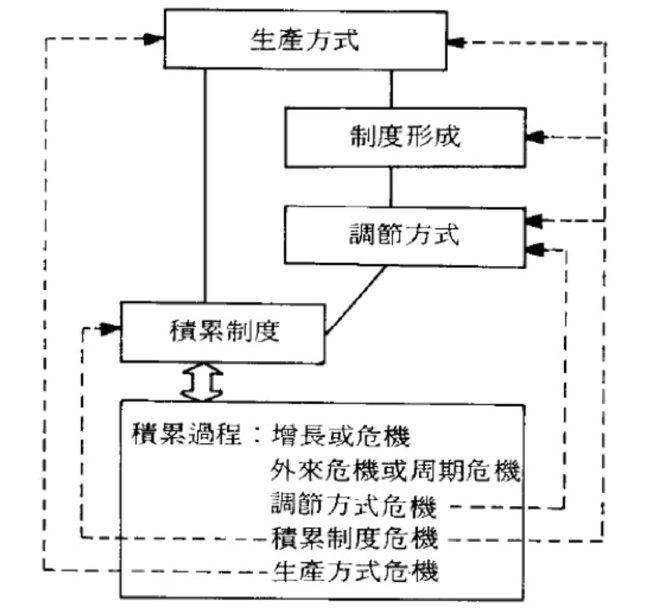 生產方式
制度形成
調節方式
積累制度
積累過程：增長或危機
外來危機或周期危機
調節方式危機
積累制度危機
生產方式危機